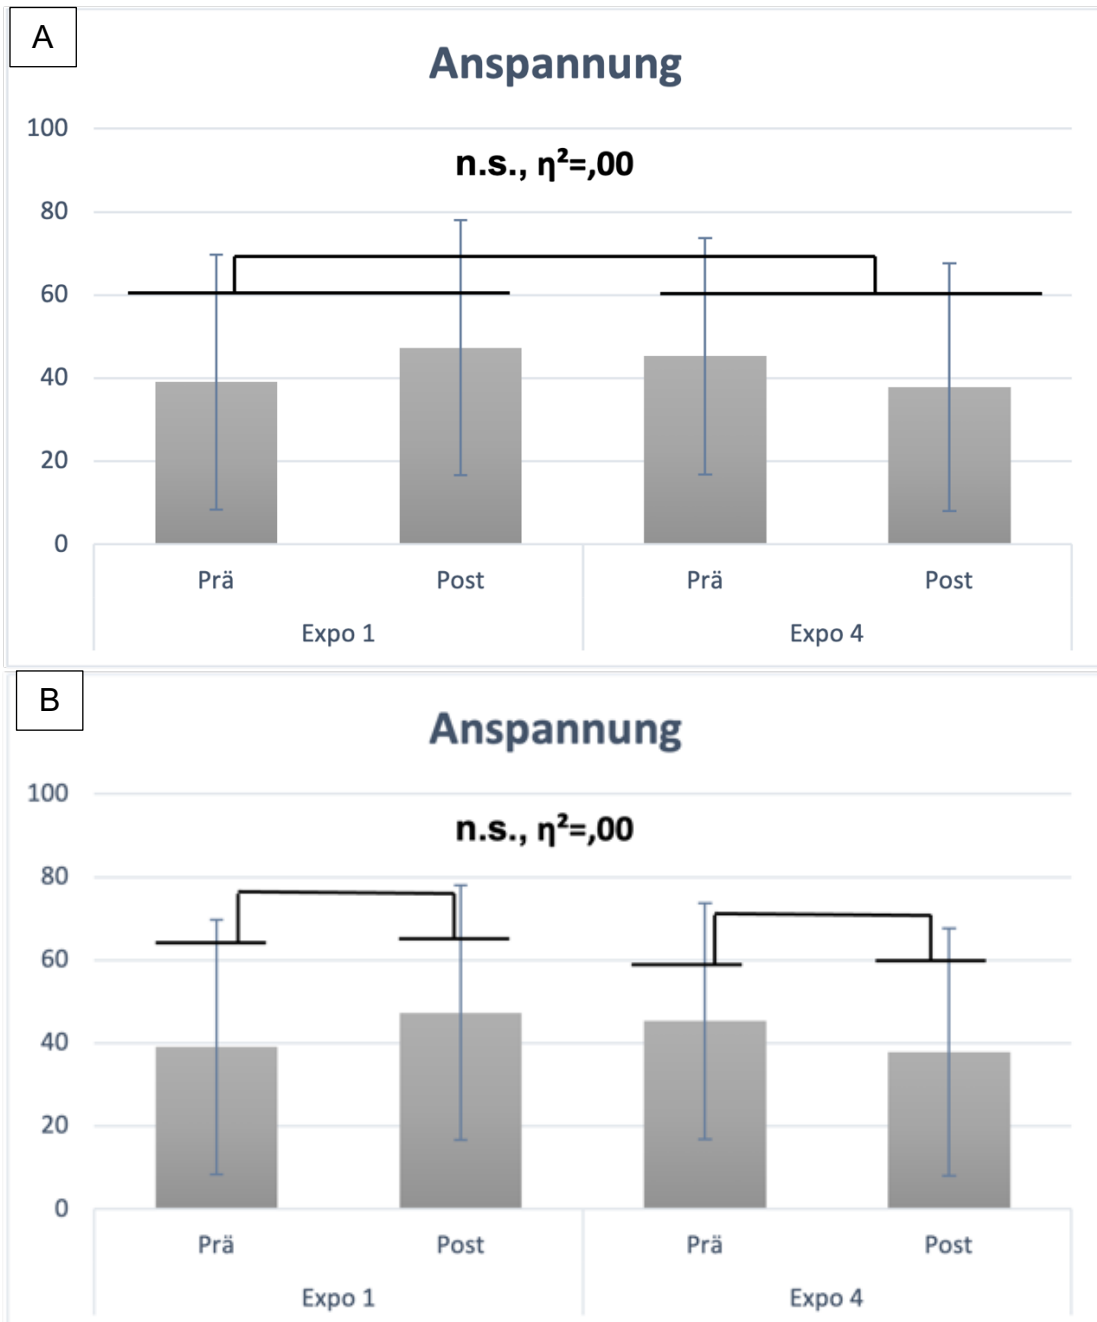 A
Anspannung
100
n.s., η²=,00
80
60
40
20
0
Prä Post Prä Post
Expo 1 Expo 4
B
Anspannung
100
n.s., η²=,00
80
60
40
20
0
Prä Post Prä Post
Expo 1 Expo 4